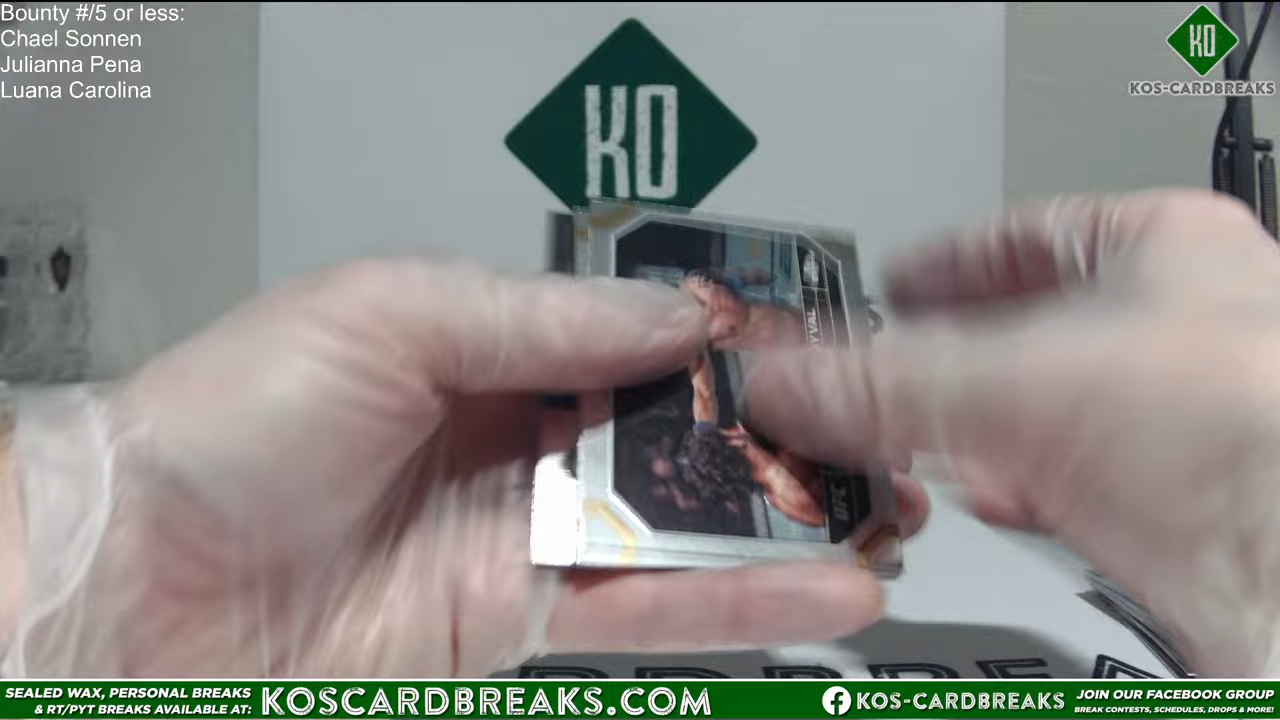 Bounty #/5 or less:
Chael Sonnen
Julianna Pena
Luana Carolina
KO
KOS-CARDBREAKS
KO
UFC
SEALED WAX, PERSONAL BREAKS
& RT/PYT BREAKS AVAILABLE AT:
KOSCARDBREAKS.COM
KOS-CARDBREAKS
JOIN OUR FACEBOOK GROUP
BREAK CONTESTS, SCHEDULES, DROPS & MORE!